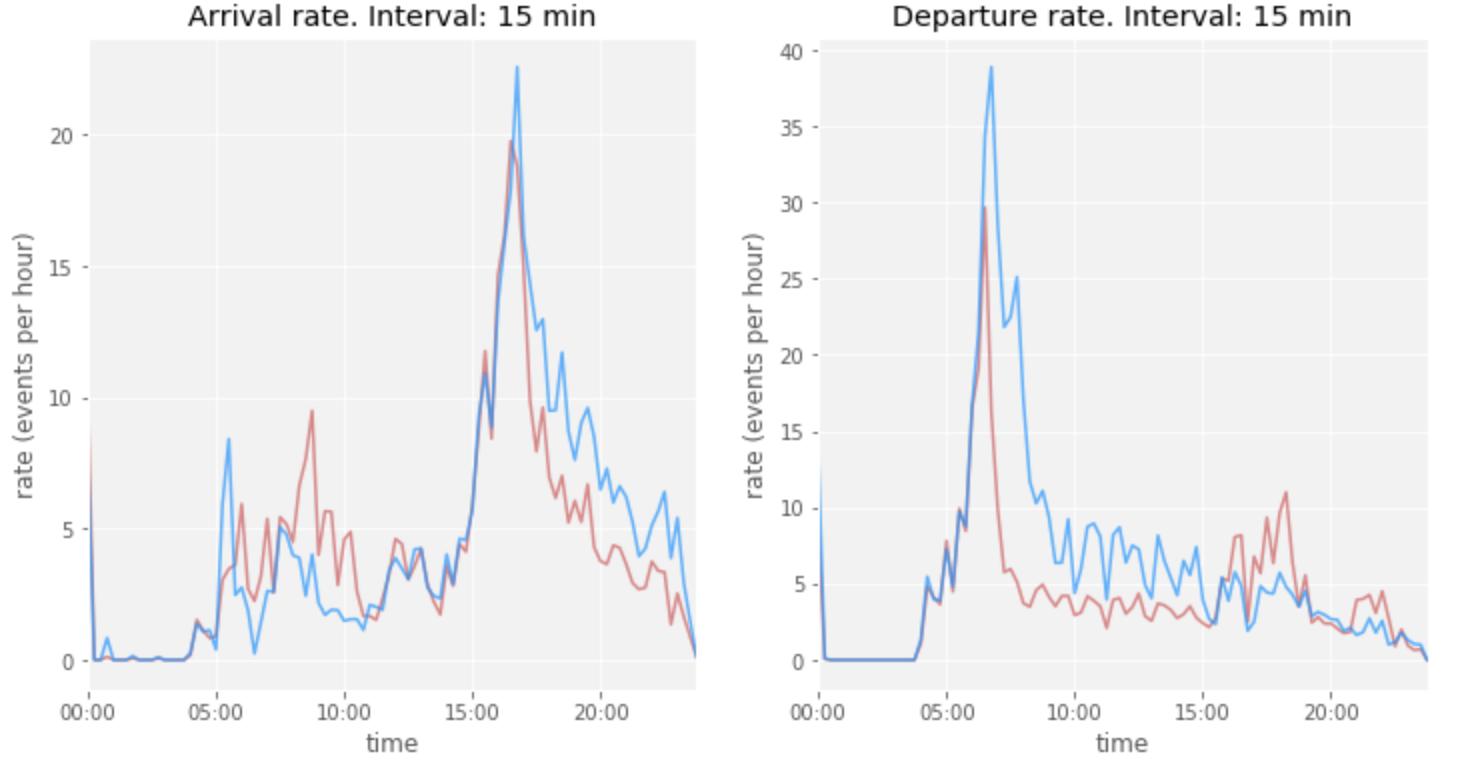 Arrival rate. Interval: 15 min
rate (events per hour)
20
15
10
5
0
00:00 05:00 10:00 15:00 20:00
time
Departure rate. Interval: 15 min
rate (events per hour)
40
35
30
25
20
15
10
5
0
00:00 05:00 10:00 15:00 20:00
time